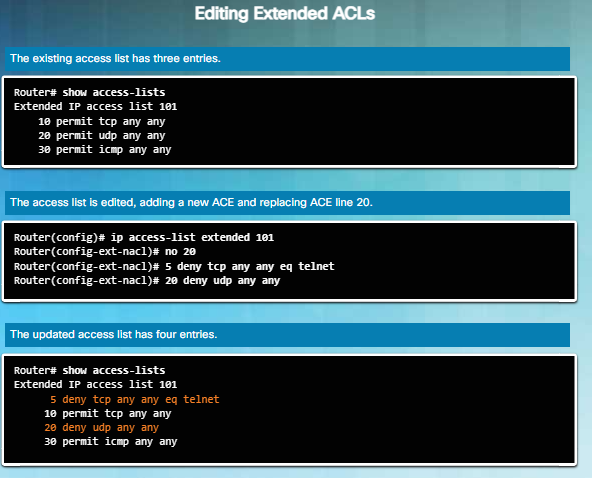 Editing Extended ACLs
The existing access list has three entries.
Router# show access-lists
Extended IP access list 101
10 permit tcp any any
20 permit udp any any
30 permit icmp any any
The access list is edited, adding a new ACE and replacing ACE line 20.
Router(config)# ip access-list extended 101
Router(config-ext-nacl)# no 20
Router(config-ext-nacl)# 5 deny tcp any any eq telnet
Router(config-ext-nacl)# 20 deny udp any any
The updated access list has four entries.
Router# show access-lists
Extended IP access list 101
5 deny tcp any any eq telnet
10 permit tcp any any
20 deny udp any any
30 permit icmp any any